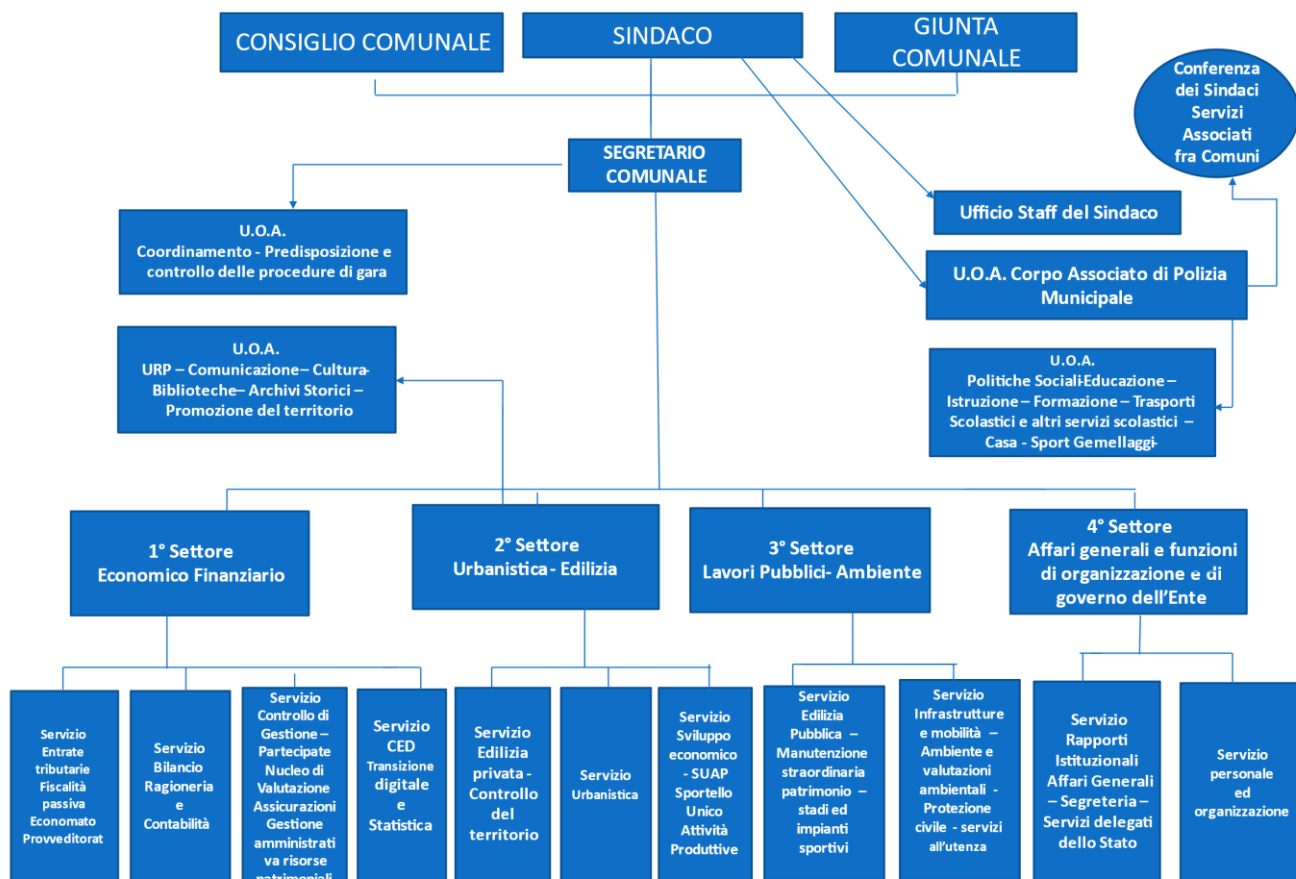 CONSIGLIO COMUNALE
SINDACO
GIUNTA
COMUNALE
Conferenza
dei Sindaci
Servizi
Associati
fra Comuni
SEGRETARIO
COMUNALE
Ufficio Staff del Sindaco
U.O.A.
Coordinamento - Predisposizione e
controllo delle procedure di gara
U.O.A. Corpo Associato di Polizia
Municipale
U.O.A.
URP – Comunicazione – Cultura-
Biblioteche – Archivi Storici –
Promozione del territorio
U.O.A.
Politiche Sociali-Educazione –
Istruzione – Formazione – Trasporti
Scolastici e altri servizi scolastici –
Casa - Sport Gemellaggi-
1° Settore
Economico Finanziario
2° Settore
Urbanistica - Edilizia
3° Settore
Lavori Pubblici- Ambiente
4° Settore
Affari generali e funzioni
di organizzazione e di
governo dell'Ente
Servizio
Entrate
tributarie
Fiscalità
passiva
Economato
Provveditorat
Servizio
Bilancio
Ragioneria
e
Contabilità
Servizio
Controllo di
Gestione –
Partecipate
Nucleo di
Valutazione
Assicurazioni
Gestione
amministrati
va risorse
patrimoniali
Servizio
CED
Transizione
digitale e
Statistica
Servizio
Edilizia
privata -
Controllo
del
territorio
Servizio
Urbanistica
Servizio
Sviluppo
economico
- SUAP
Sportello
Unico
Attività
Produttive
Servizio
Edilizia
Pubblica –
Manutenzione
straordinaria
patrimonio –
stadi ed
impianti
sportivi
Servizio
Infrastrutture
e mobilità –
Ambiente e
valutazioni
ambientali -
Protezione
civile - servizi
all'utenza
Servizio
Rapporti
Istituzionali
Affari Generali
– Segreteria –
Servizi delegati
dello Stato
Servizio
personale
ed
organizzazione